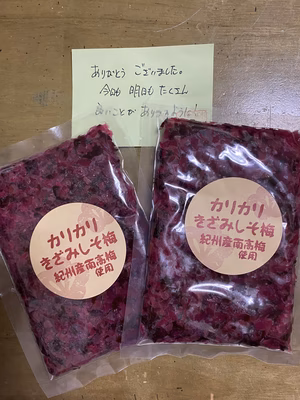 ありがとう ございました。
今日も 明日も たくさん
良いことが ありますように
カリカリ
きざみしそ梅
紀州産南高梅
使用
カリカリ
きざみしそ梅
紀州産南高梅
使用